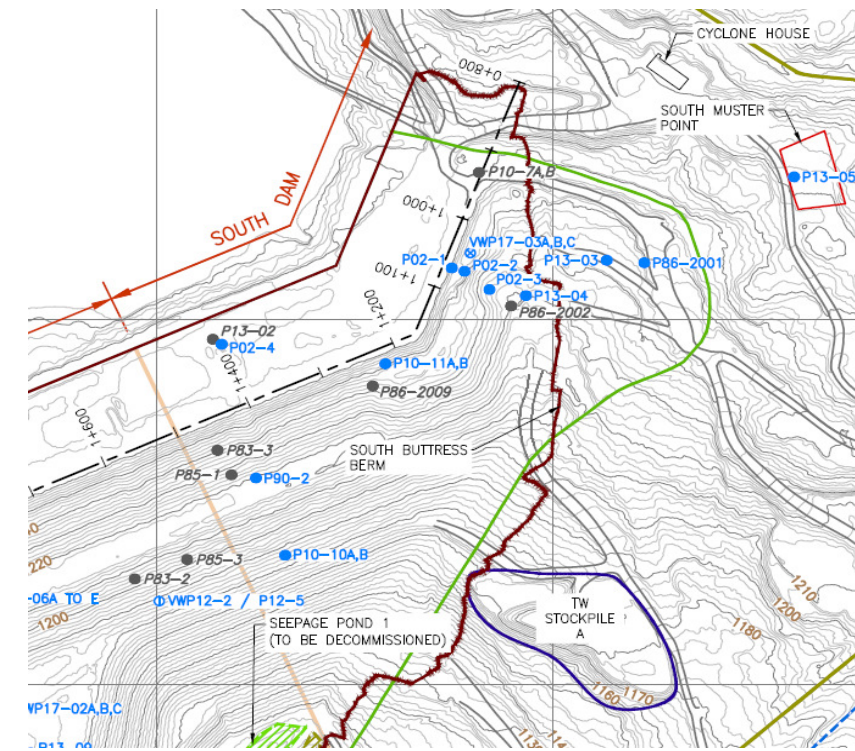 CYCLONE HOUSE
0+800
SOUTH MUSTER
POINT
P13-05
P10-7A,B
SOUTH DAM
1+000
VWP17-03A,B,C
P02-1
P02-2
P13-03
P86-2001
1+100
P02-3
P13-04
P86-2002
1+200
P13-02
P02-4
P10-11A,B
1+400
P86-2009
1+600
P83-3
SOUTH BUTTRESS
BERM
P85-1
P90-2
1220
P85-3
P10-10A,B
P83-2
-06A TO E
VWP12-2 / P12-5
1200
TW
STOCKPILE
A
1210
1200
1180
SEEPAGE POND 1
(TO BE DECOMMISSIONED)
1160
1170
WP17-02A,B,C
P13-09
1130